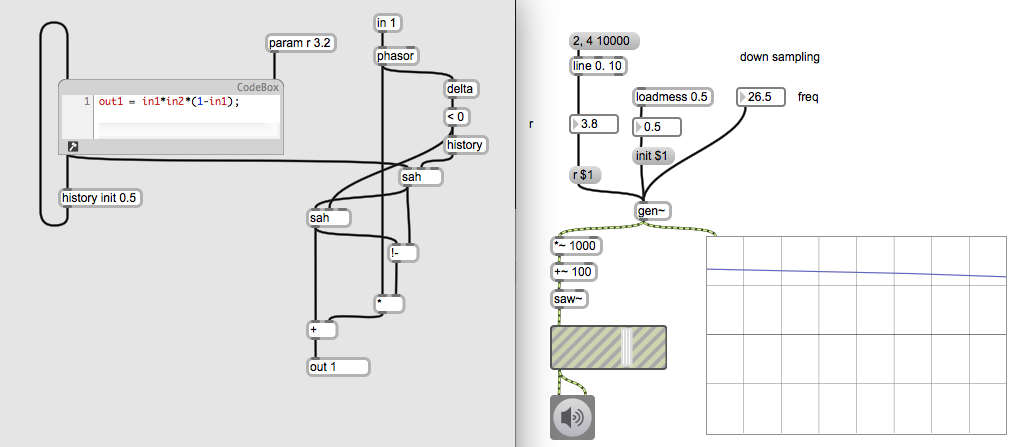 in 1
param r 3.2
phasor
CodeBox
1 out1 = in1*in2*(1-in1);
delta
< 0
history
sah
history init 0.5
sah
!-
*
+
out 1
2, 4 10000
line 0. 10
down sampling
loadmess 0.5
26.5 freq
r
3.8
0.5
init $1
r $1
gen~
*~ 1000
+~ 100
saw~